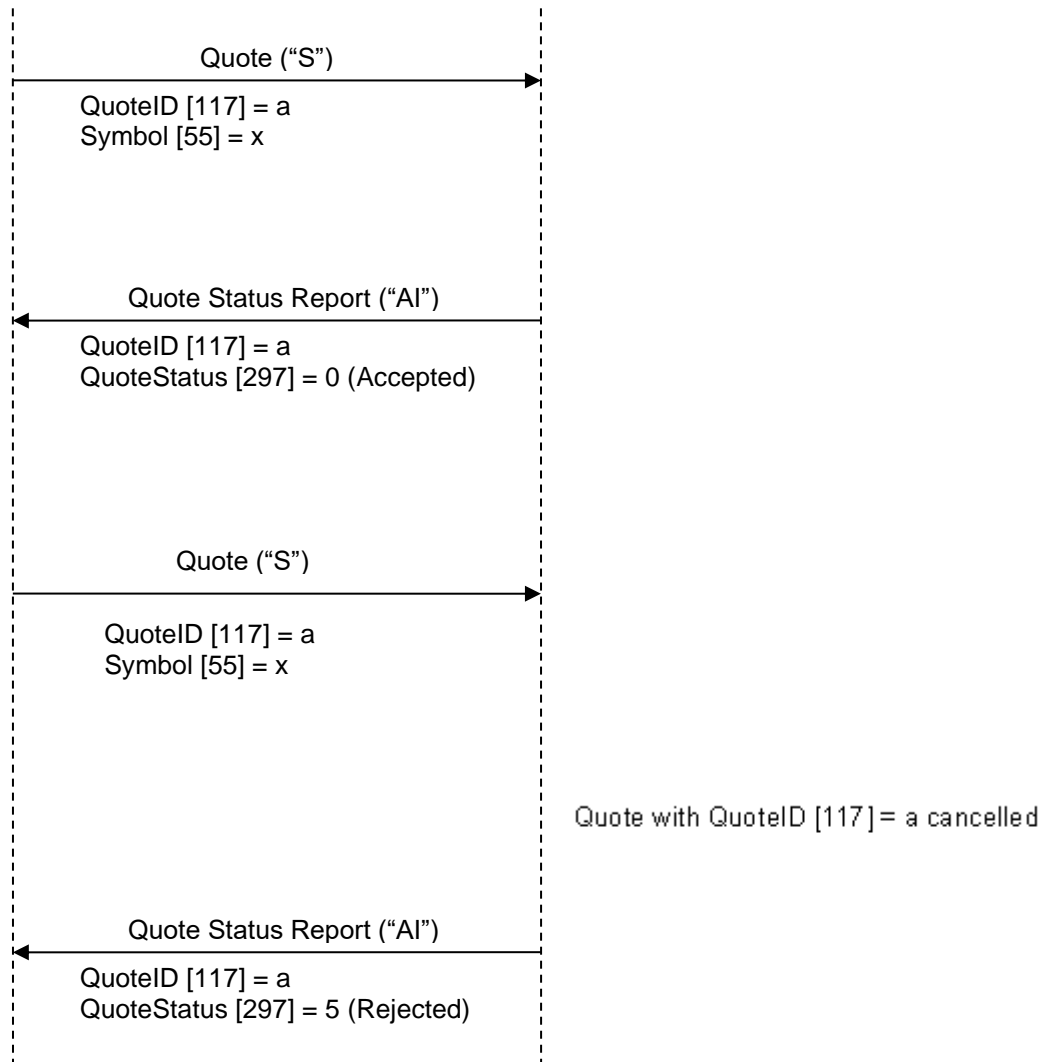 Quote (“S”)
QuoteID [117] = a
Symbol [55] = x
Quote Status Report (“AI”)
QuoteID [117] = a
QuoteStatus [297] = 0 (Accepted)
Quote (“S”)
QuoteID [117] = a
Symbol [55] = x
Quote with QuoteID [117] = a cancelled
Quote Status Report (“AI”)
QuoteID [117] = a
QuoteStatus [297] = 5 (Rejected)